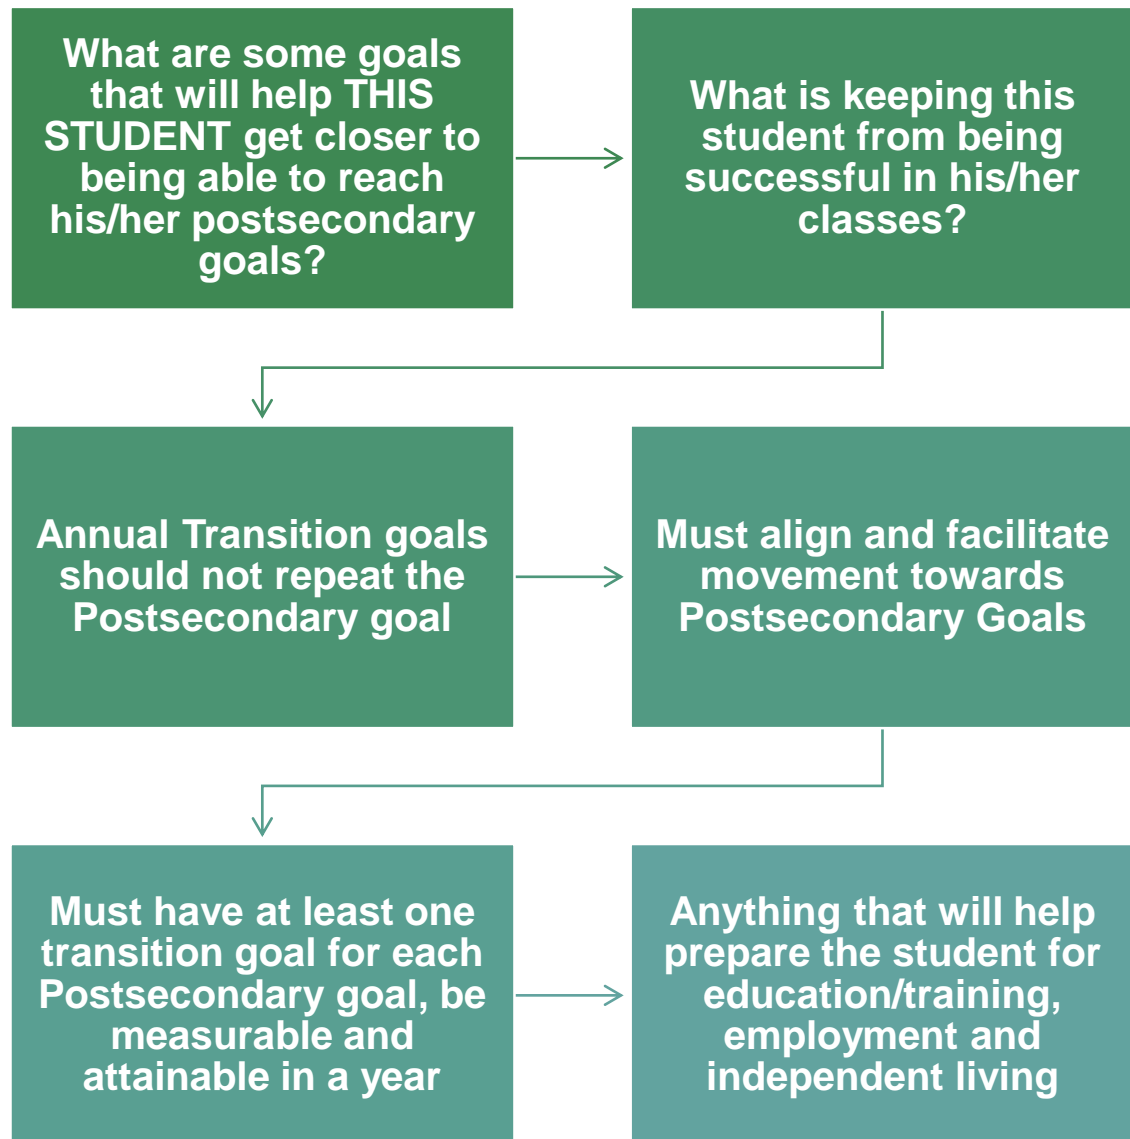 What are some goals
that will help THIS
STUDENT get closer to
being able to reach
his/her postsecondary
goals?
What is keeping this
student from being
successful in his/her
classes?
Annual Transition goals
should not repeat the
Postsecondary goal
Must align and facilitate
movement towards
Postsecondary Goals
Must have at least one
transition goal for each
Postsecondary goal, be
measurable and
attainable in a year
Anything that will help
prepare the student for
education/training,
employment and
independent living